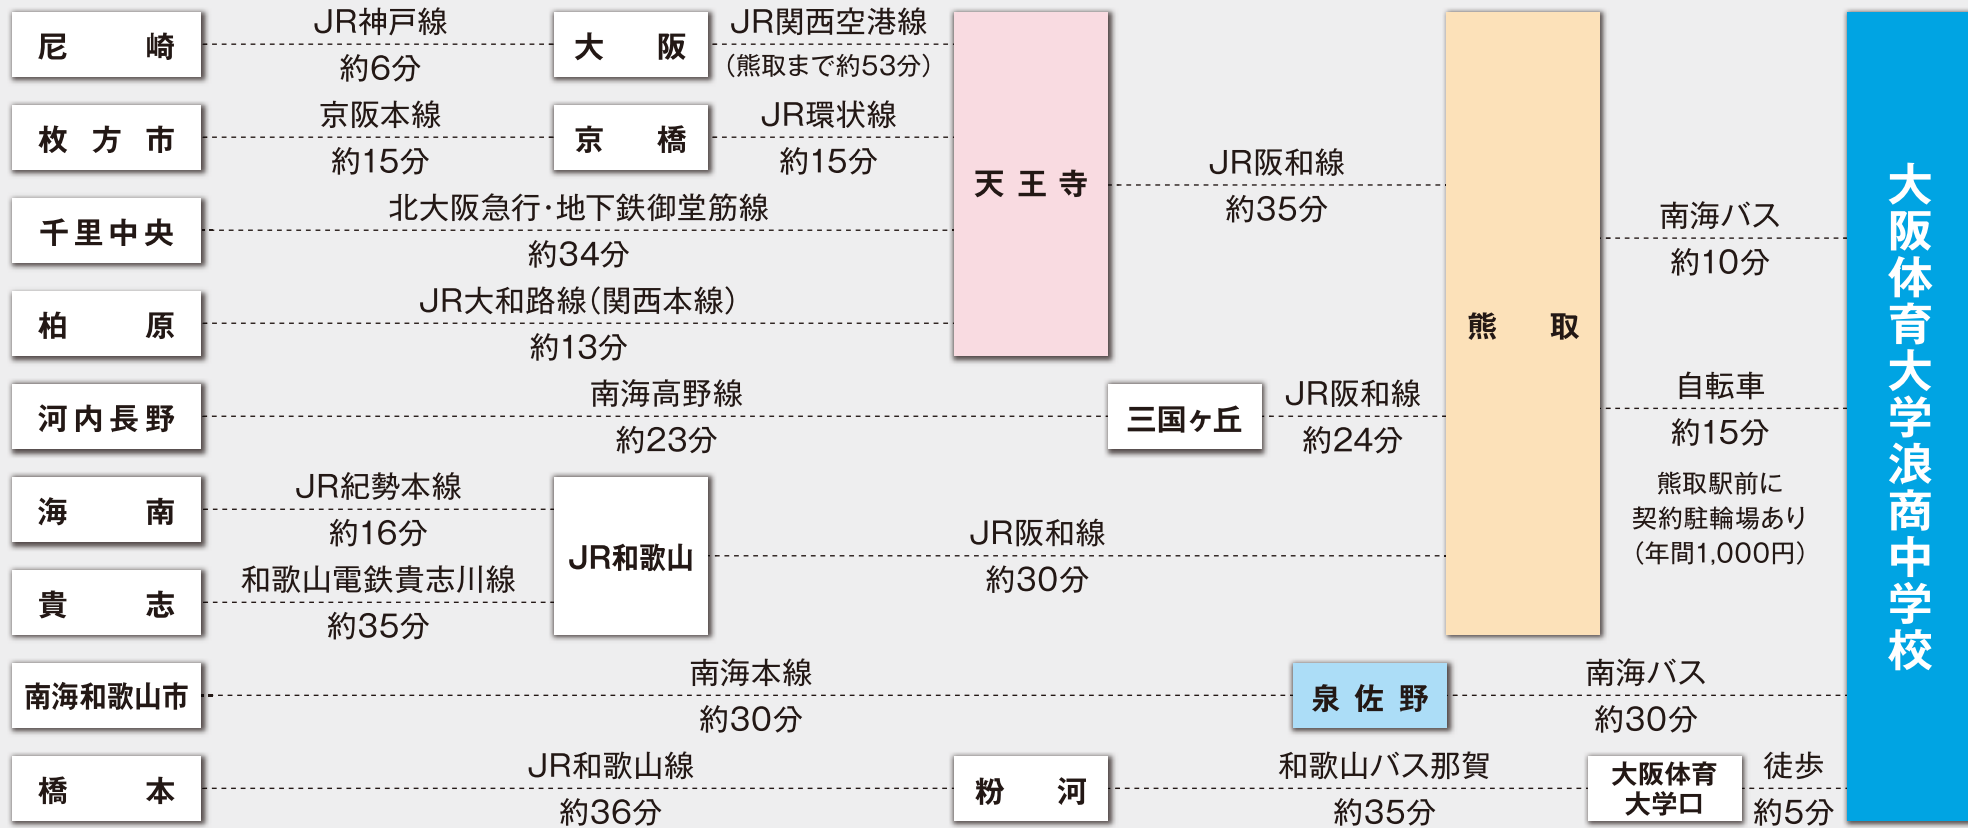 尼崎
JR神戸線
約6分
大阪
JR関西空港線
(熊取まで約53分)
枚方市
京阪本線
約15分
京橋
JR環状線
約15分
千里中央
北大阪急行・地下鉄御堂筋線
約34分
柏原
JR大和路線(関西本線)
約13分
天王寺
JR阪和線
約35分
河内長野
南海高野線
約23分
三国ヶ丘
JR阪和線
約24分
海南
JR紀勢本線
約16分
貴志
和歌山電鉄貴志川線
約35分
JR和歌山
JR阪和線
約30分
熊取
南海バス
約10分
自転車
約15分
熊取駅前に
契約駐輪場あり
(年間1,000円)
南海和歌山市
南海本線
約30分
泉佐野
南海バス
約30分
橋本
JR和歌山線
約36分
粉河
和歌山バス那賀
約35分
大阪体育
大学口
徒歩
約5分
大阪体育大学浪商中学校